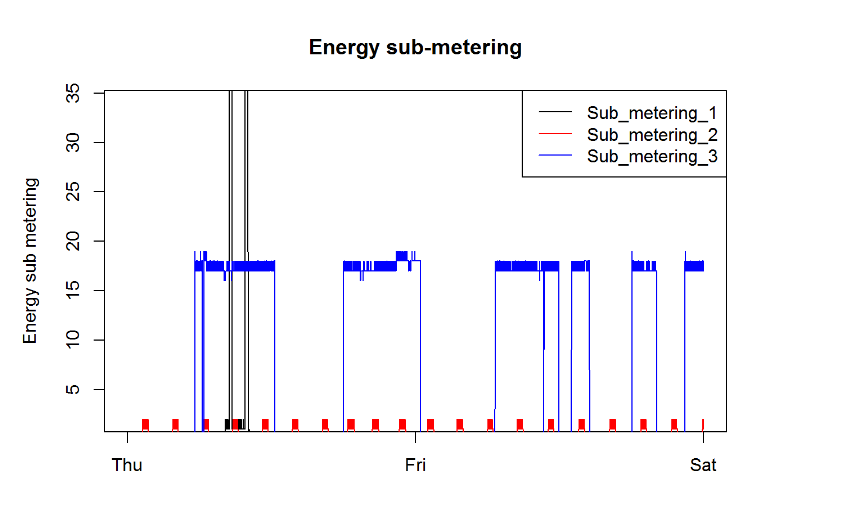 Energy sub-metering
Energy sub metering
35
30
25
20
15
10
5
Sub_metering_1
Sub_metering_2
Sub_metering_3
Thu Fri Sat